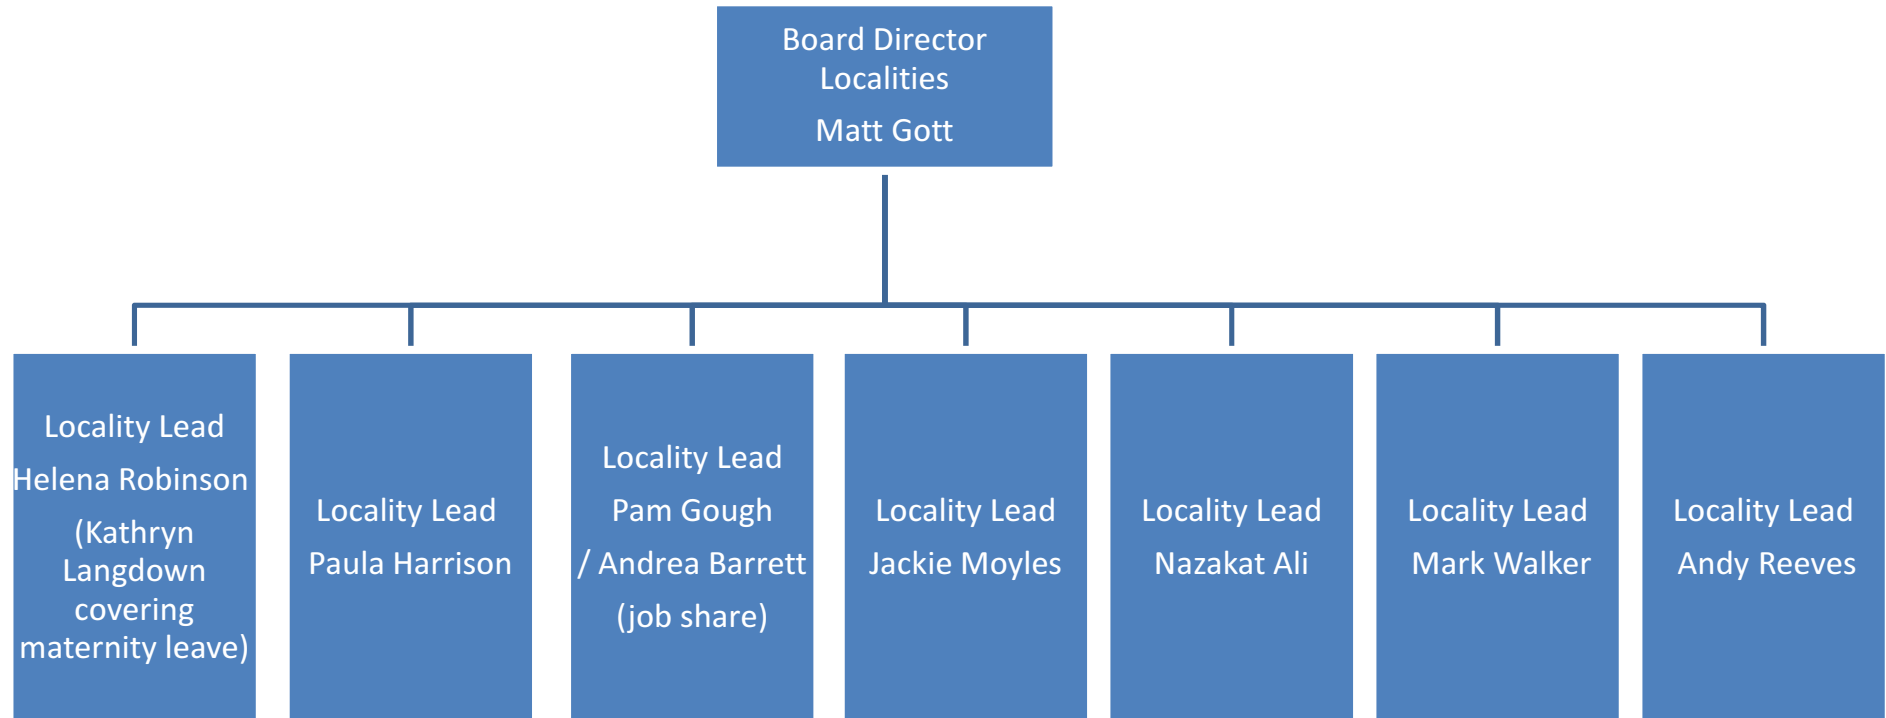 Board Director
Localities
Matt Gott
Locality Lead
Helena Robinson
(Kathryn
Langdown
covering
maternity leave)
Locality Lead
Paula Harrison
Locality Lead
Pam Gough
/ Andrea Barrett
(job share)
Locality Lead
Jackie Moyles
Locality Lead
Nazakat Ali
Locality Lead
Mark Walker
Locality Lead
Andy Reeves